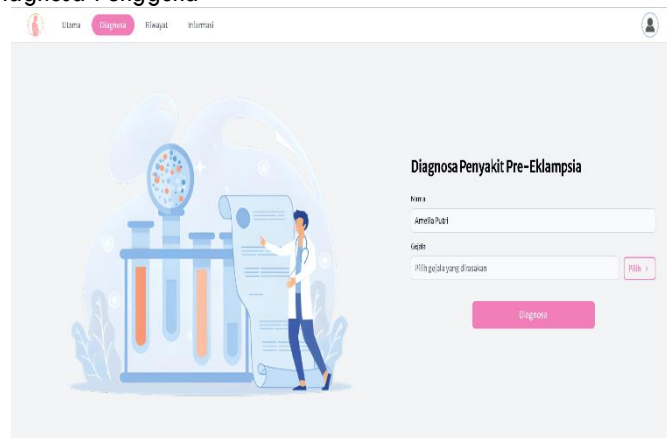 Diagnosa Pengguna
Utama Diagnosa Riwayat Informasi
Diagnosa Penyakit Pre-Eklampsia
Nama
Amelia Putri
Gejala
Pilih gejala yang dirasakan
Pilih >
Diagnosa